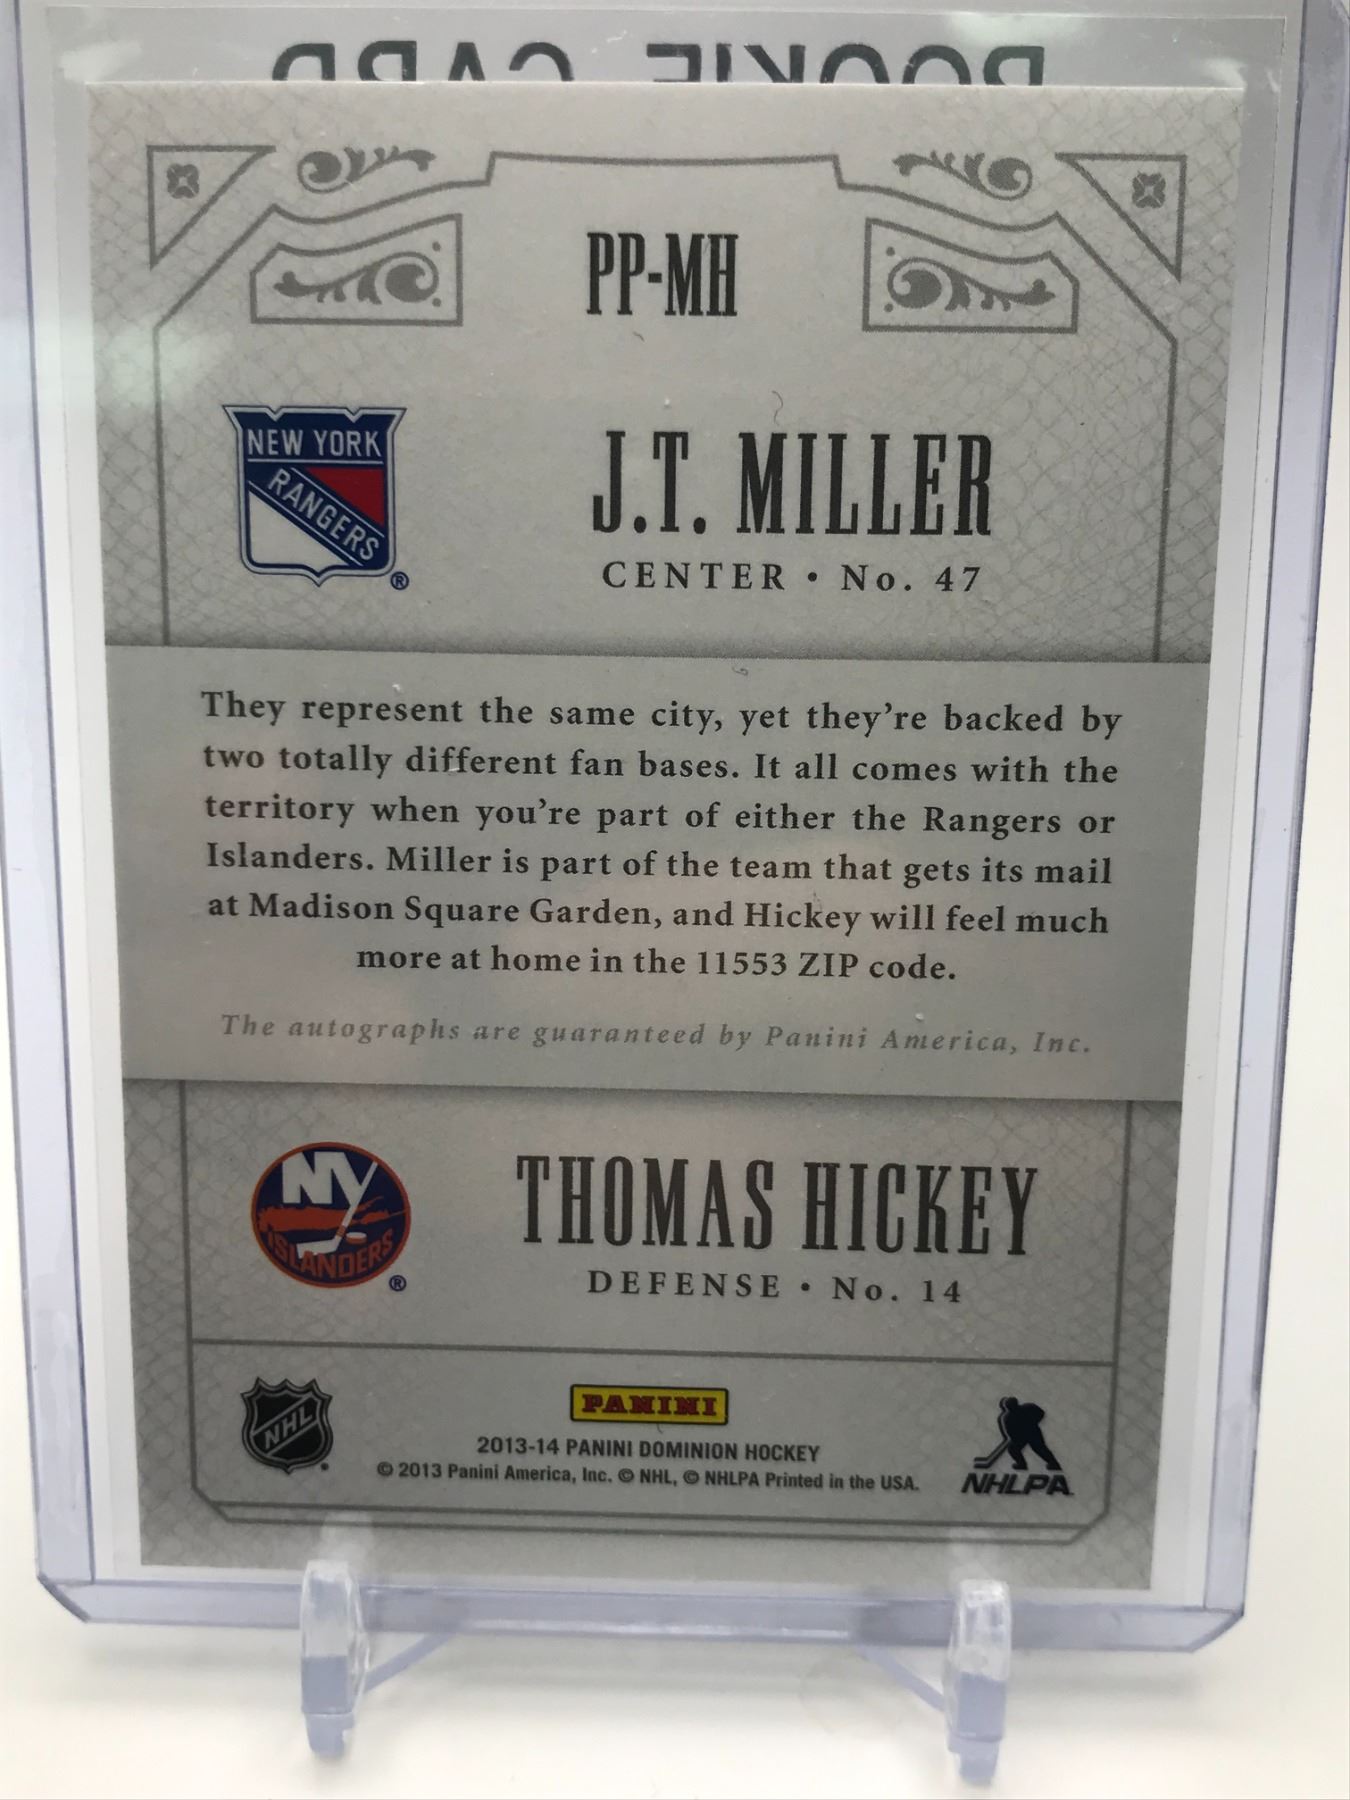 ROOKIE CARD
PP-MH
NEW YORK
RANGERS
®
J.T. MILLER
CENTER • No. 47
They represent the same city, yet they're backed by
two totally different fan bases. It all comes with the
territory when you're part of either the Rangers or
Islanders. Miller is part of the team that gets its mail
at Madison Square Garden, and Hickey will feel much
more at home in the 11553 ZIP code.
The autographs are guaranteed by Panini America, Inc.
NY
ISLANDERS
®
THOMAS HICKEY
DEFENSE • No. 14
NHL
PANINI
2013-14 PANINI DOMINION HOCKEY
© 2013 Panini America, Inc. © NHL, © NHLPA Printed in the USA.
NHLPA